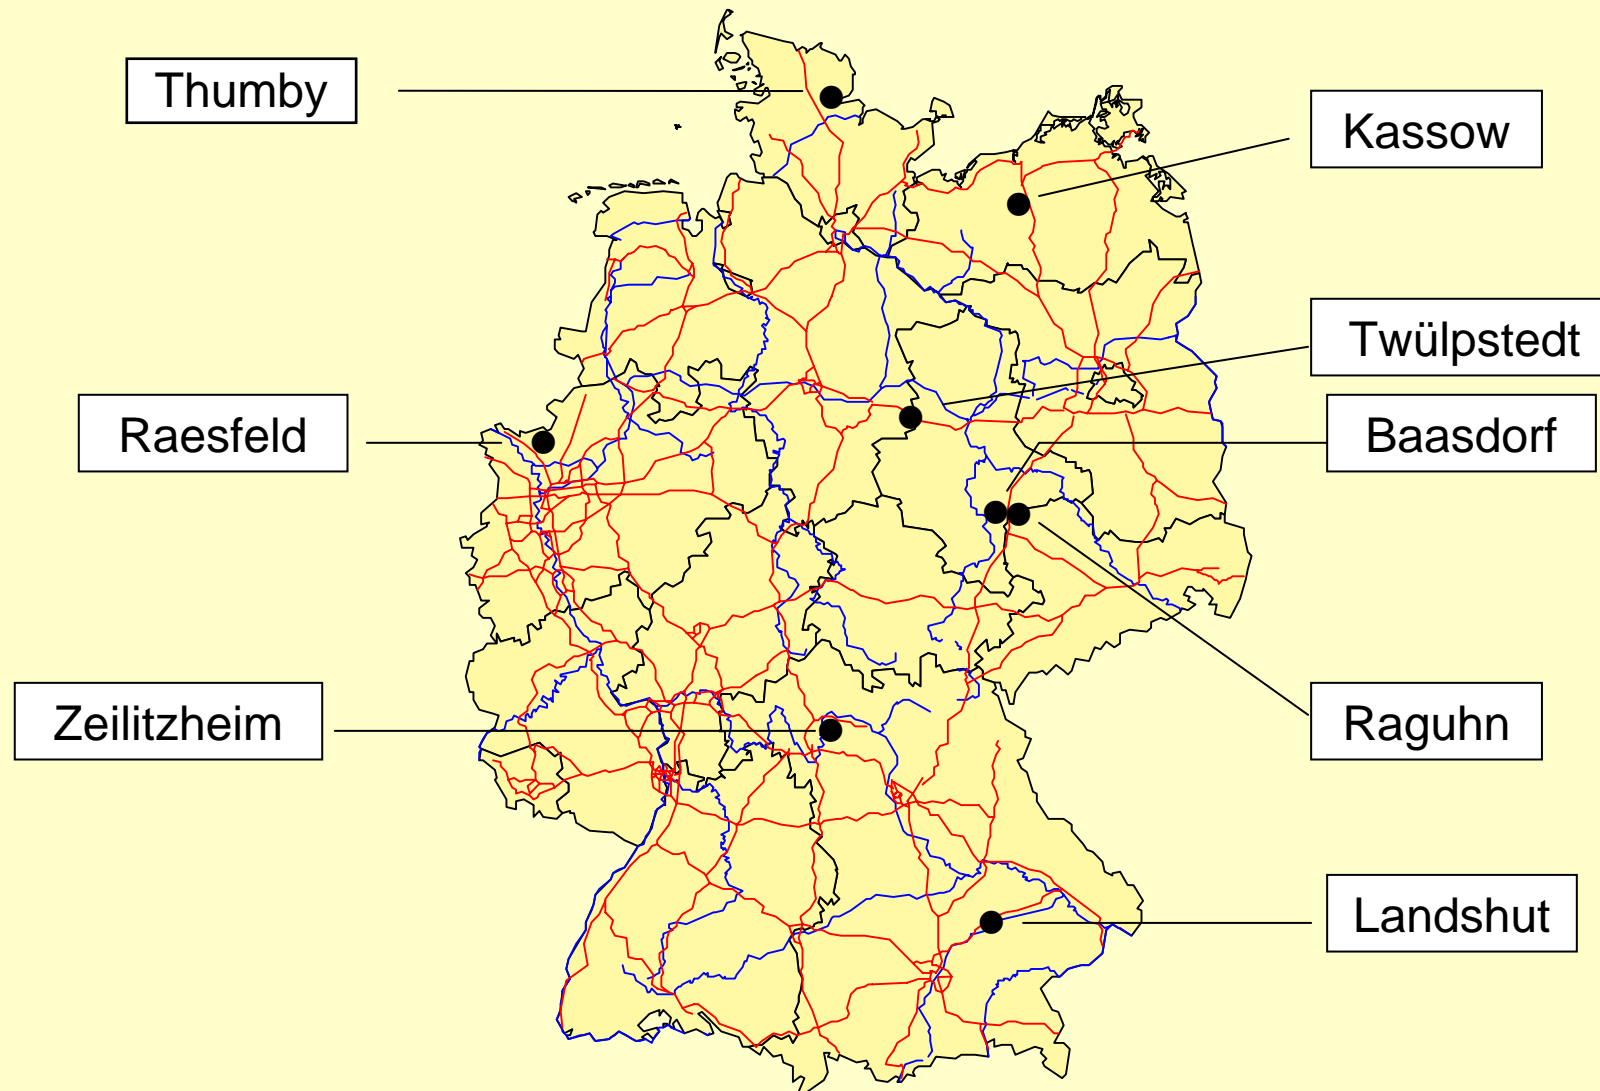 Thumby
Kassow
Twülpstedt
Raesfeld
Baasdorf
Zeilitzheim
Raguhn
Landshut